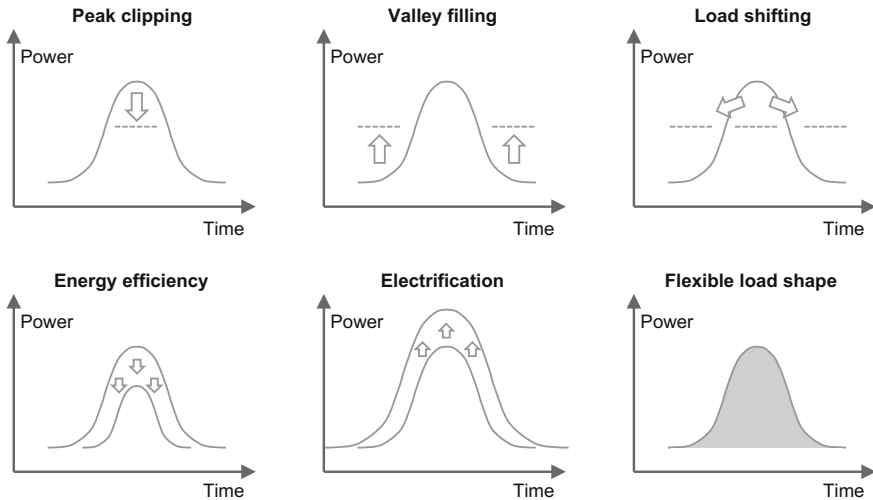 Peak clipping
Valley filling
Load shifting
Power
Power
Power
Time
Time
Time
Energy efficiency
Electrification
Flexible load shape
Power
Power
Power
Time
Time
Time